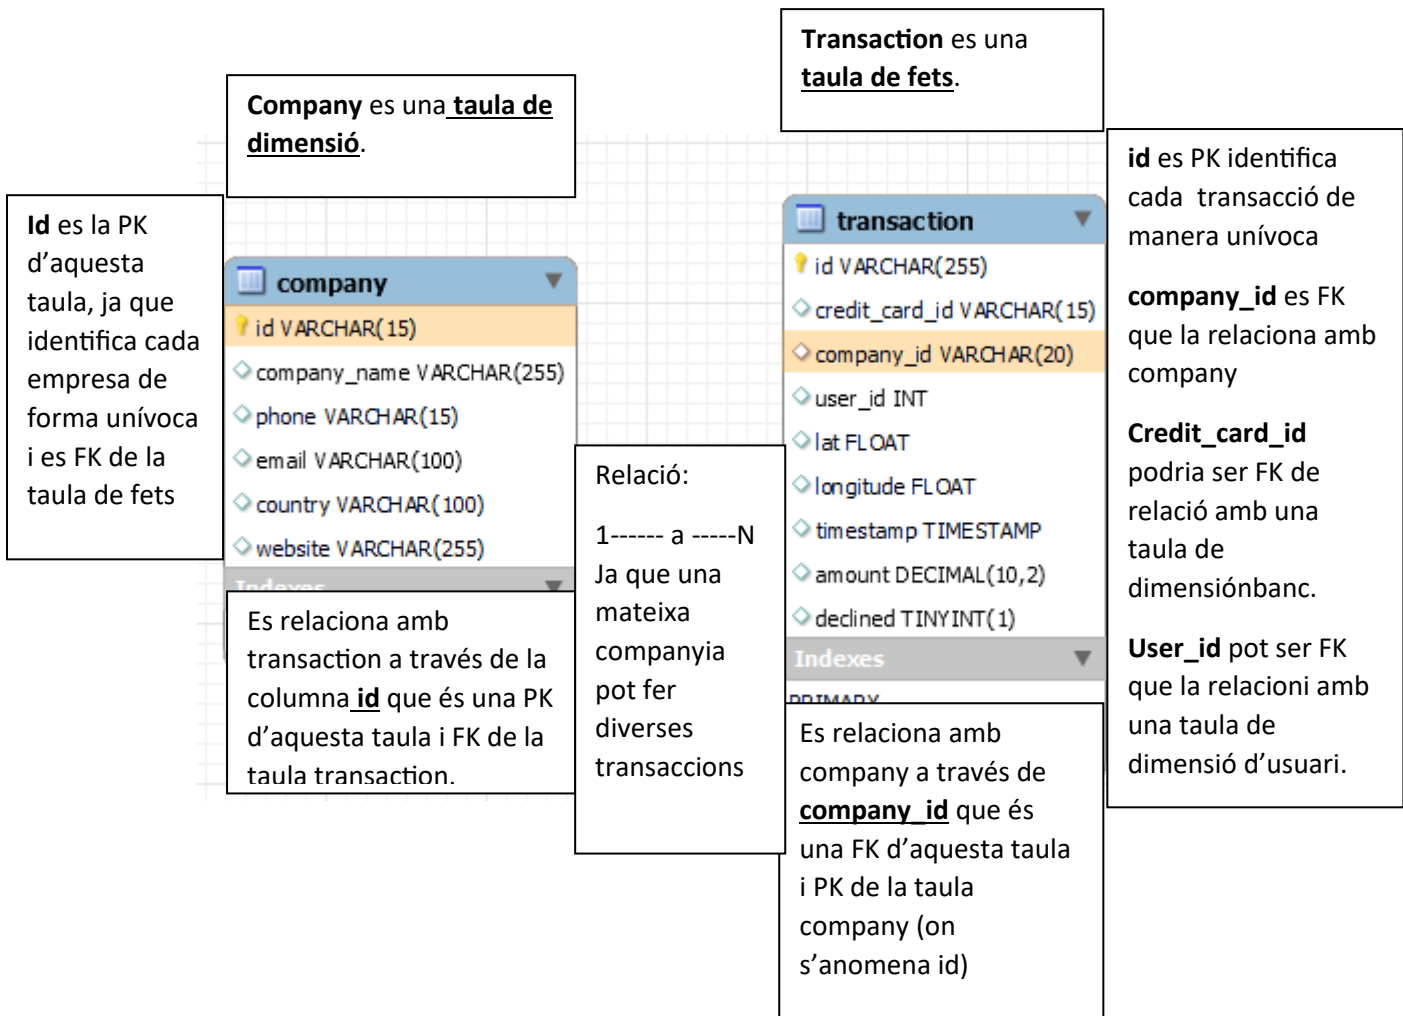 Transaction es una
taula de fets.
Company es una taula de
dimensió.
Id es la PK
d’aquesta
taula, ja que
identifica cada
empresa de
forma unívoca
i es FK de la
taula de fets
company
id VARCHAR(15)
company_name VARCHAR(255)
phone VARCHAR(15)
email VARCHAR(100)
country VARCHAR(100)
website VARCHAR(255)
Indexes
Es relaciona amb
transaction a través de la
columna id que és una PK
d’aquesta taula i FK de la
taula transaction.
Relació:
1------ a -----N
Ja que una
mateixa
companyia
pot fer
diverses
transaccions
transaction
id VARCHAR(255)
credit_card_id VARCHAR(15)
company_id VARCHAR(20)
user_id INT
lat FLOAT
longitude FLOAT
timestamp TIMESTAMP
amount DECIMAL(10,2)
declined TINYINT(1)
Indexes
PRIMARY
Es relaciona amb
company a través de
company_id que és
una FK d’aquesta taula
i PK de la taula
company (on
s’anomena id)
id es PK identifica
cada transacció de
manera unívoca
company_id es FK
que la relaciona amb
company
Credit_card_id
podria ser FK de
relació amb una
taula de
dimensiónbanc.
User_id pot ser FK
que la relacioni amb
una taula de
dimensió d’usuari.